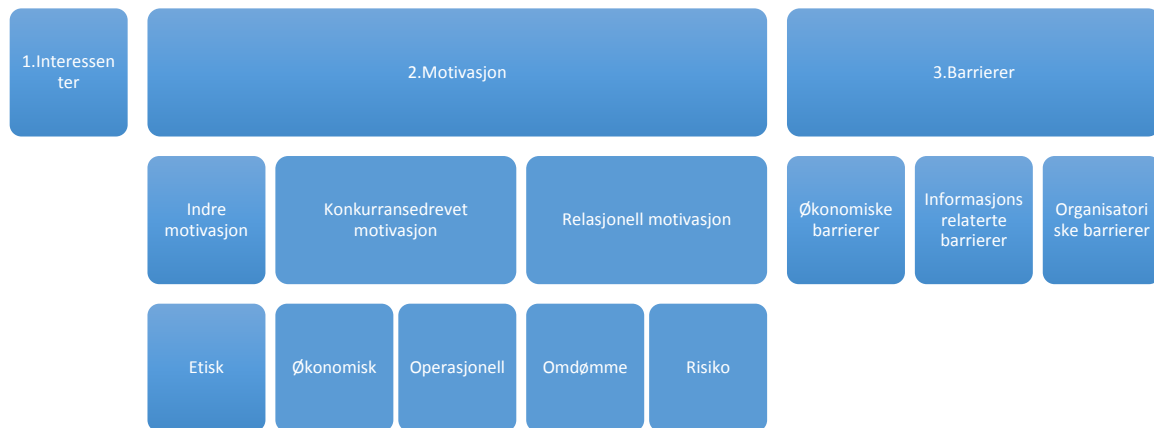 1.Interessen
ter
2.Motivasjon
3.Barrierer
Indre
motivasjon
Konkurransedrevet
motivasjon
Relasjonell motivasjon
Økonomiske
barrierer
Informasjons
relaterte
barrierer
Organisatori
ske barrierer
Etisk
Økonomisk
Operasjonell
Omdømme
Risiko